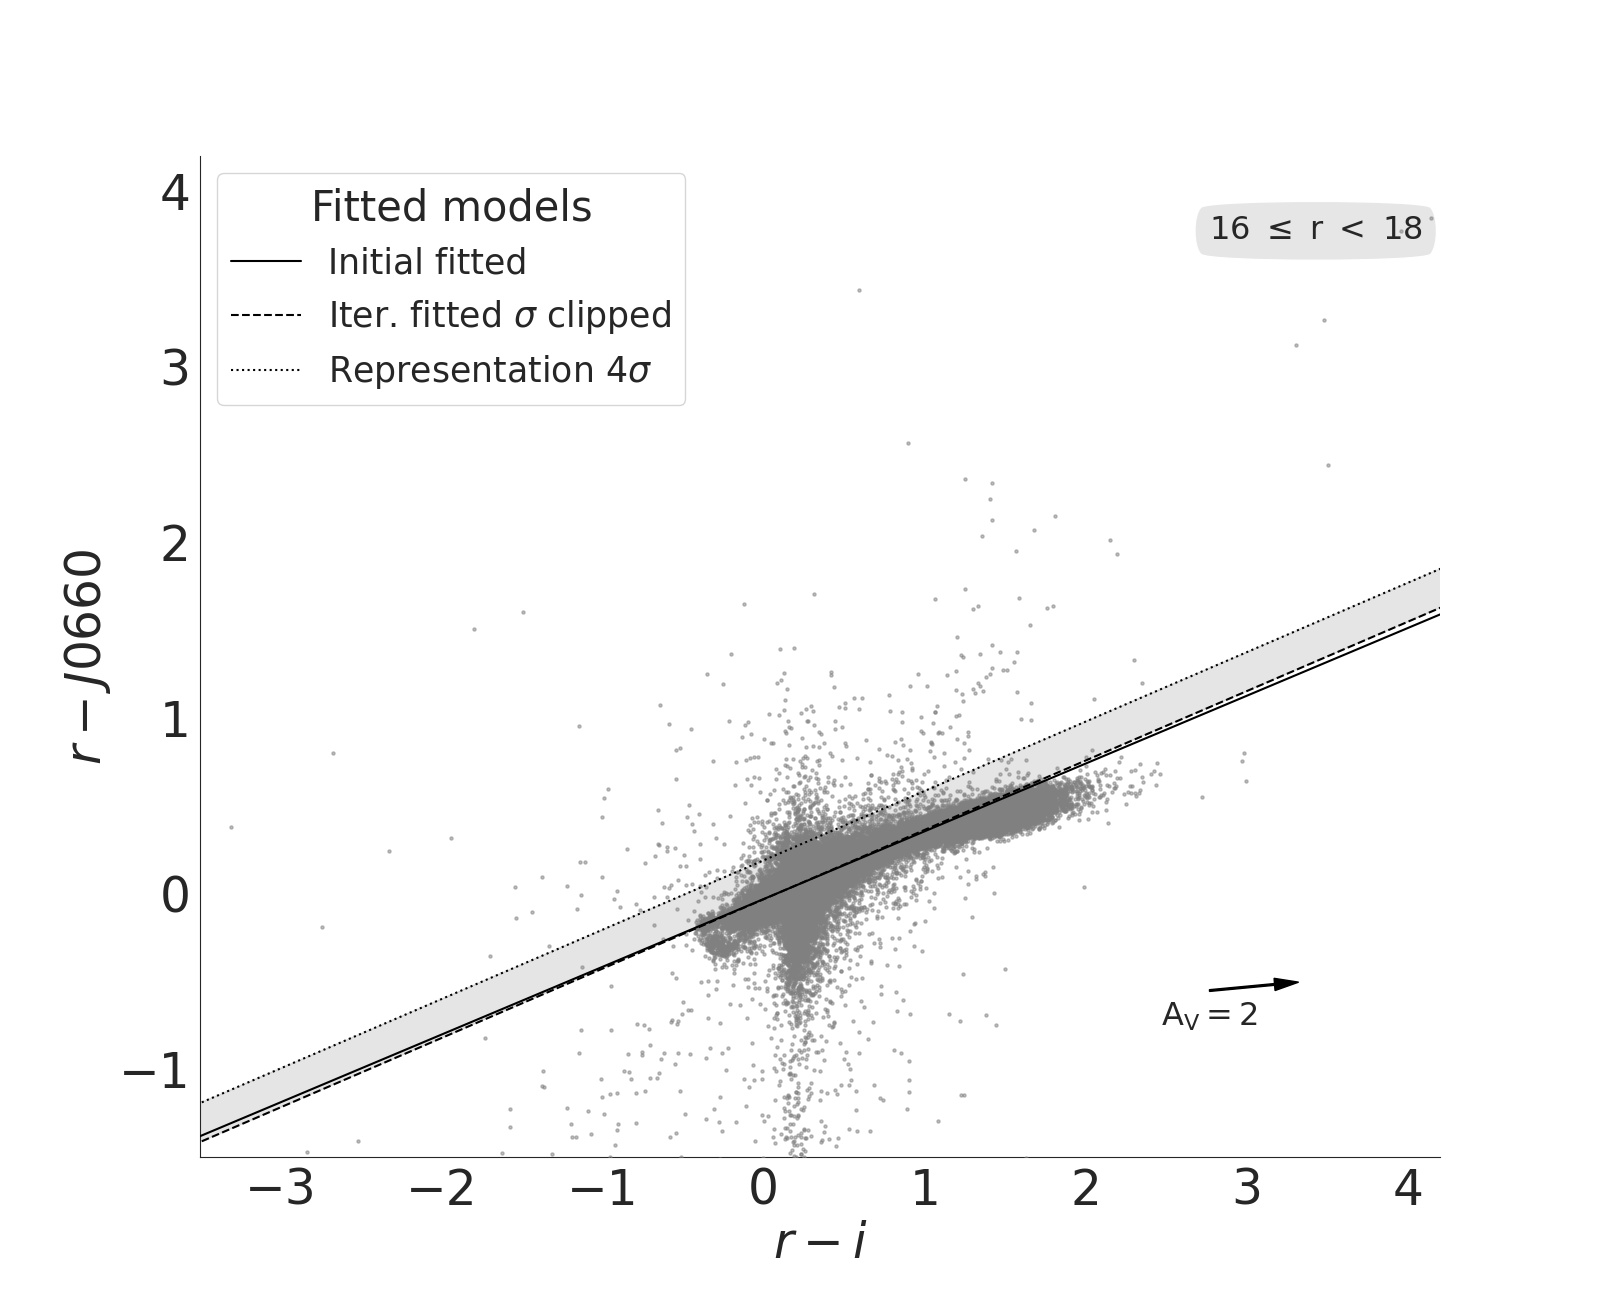 Fitted models
Initial fitted
Iter. fitted σ clipped
Representation 4σ
16 ≤ r < 18
4
3
2
1
0
−1
r − J0660
A_V = 2
−3 −2 −1 0 1 2 3 4
r − i